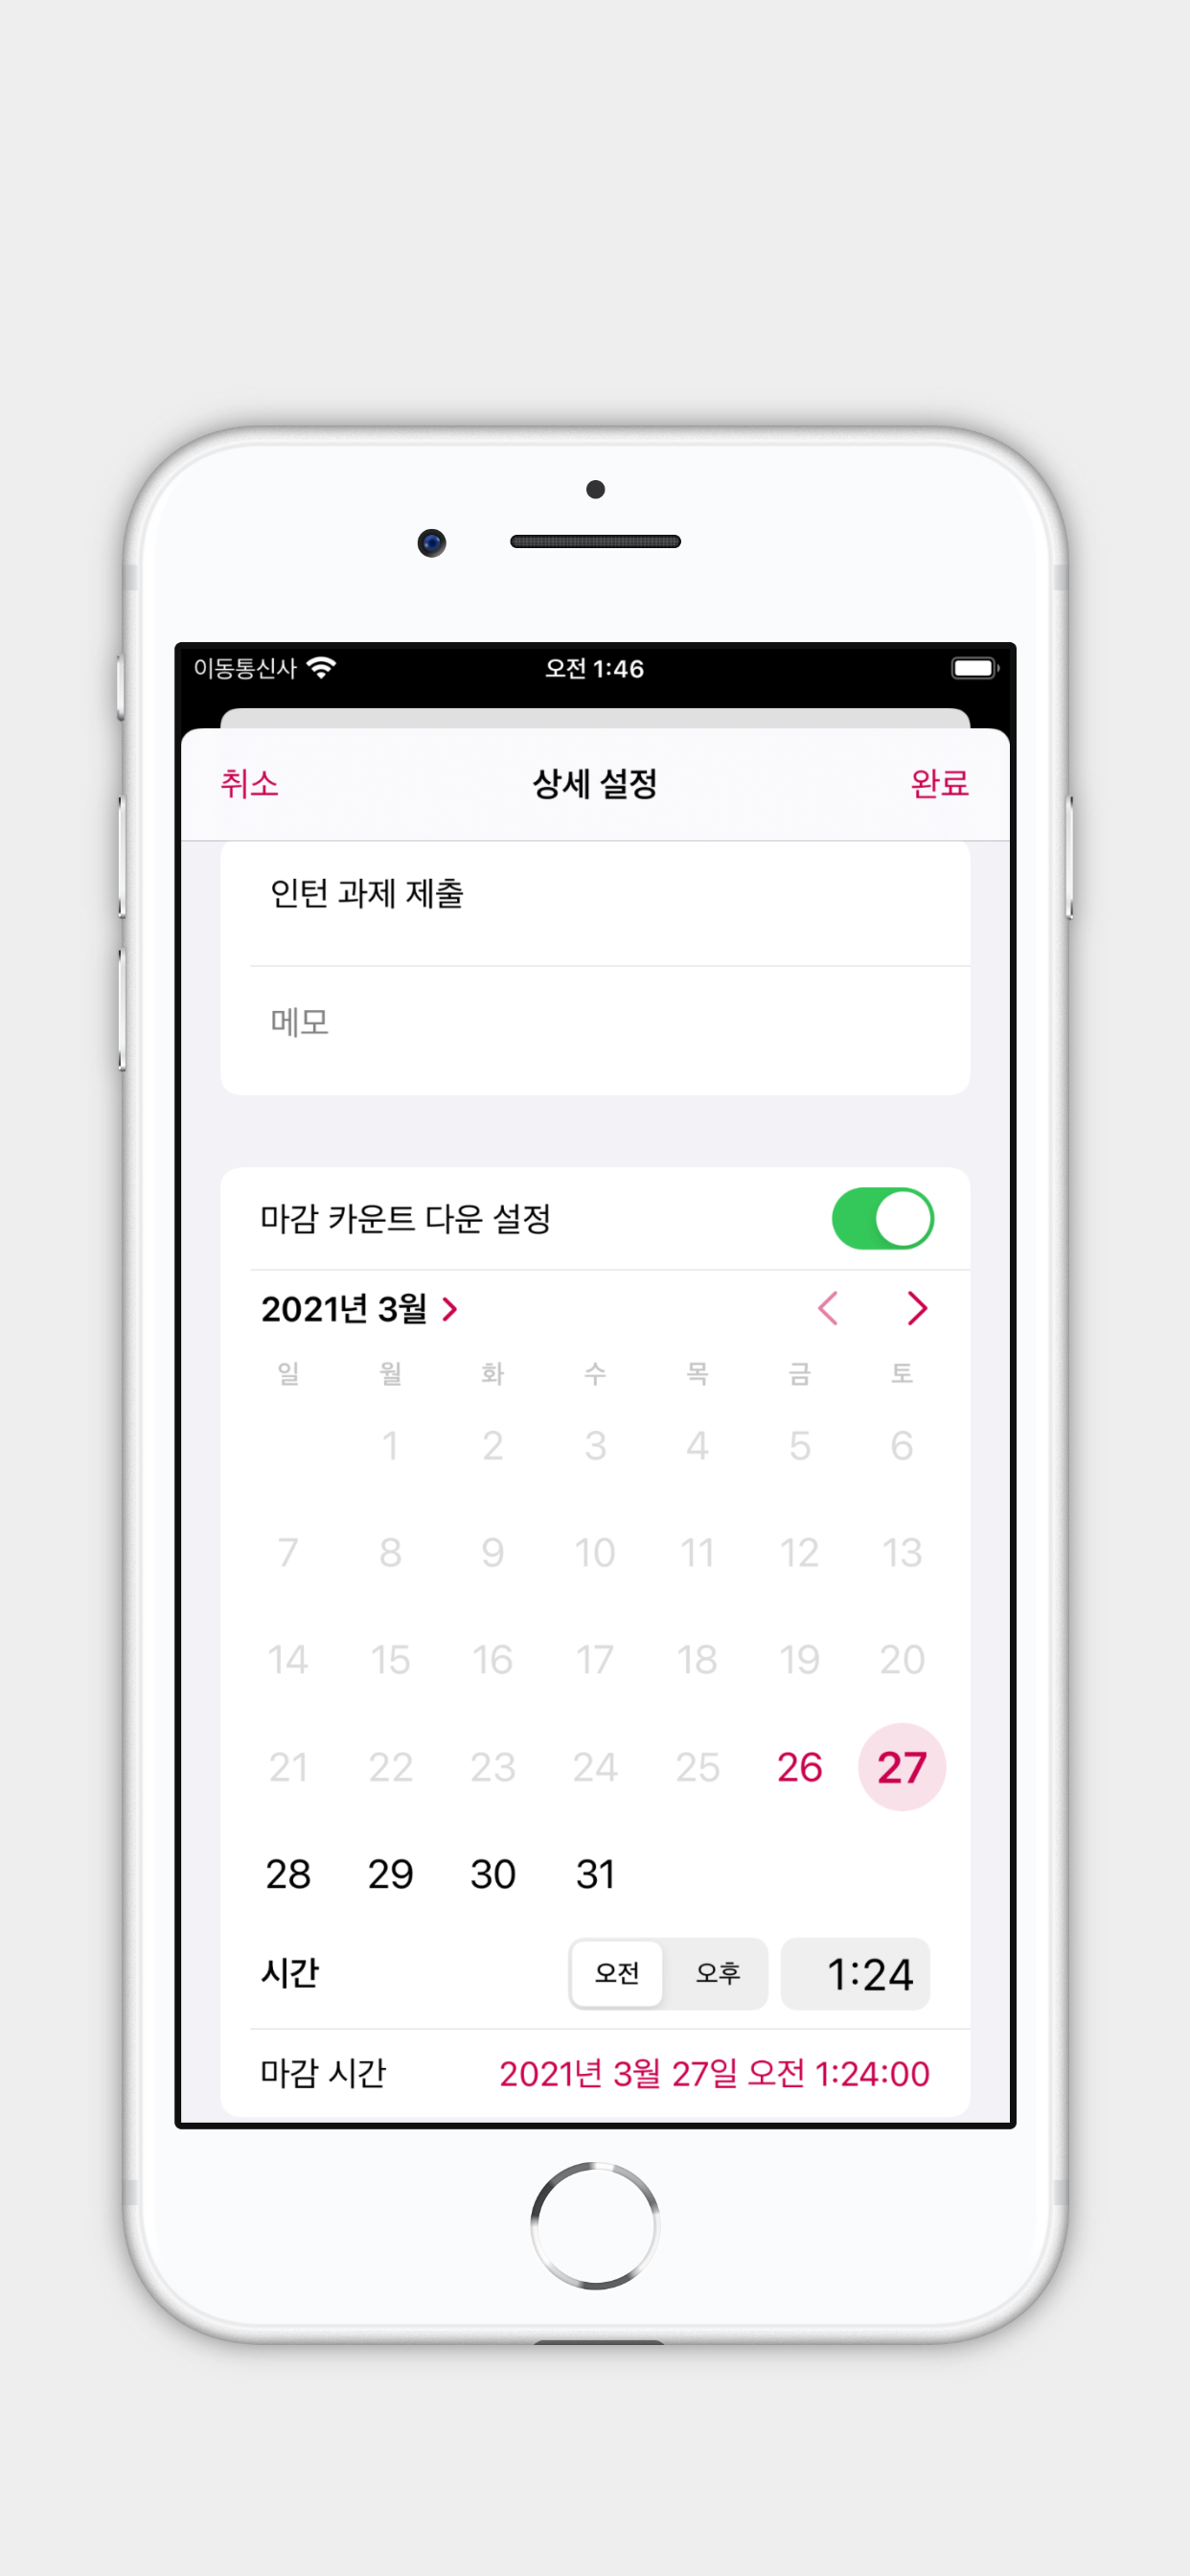 이동통신사 오전 1:46
취소 상세 설정 완료
인턴 과제 제출
메모
마감 카운트 다운 설정
2021년 3월
일 월 화 수 목 금 토
1 2 3 4 5 6
7 8 9 10 11 12 13
14 15 16 17 18 19 20
21 22 23 24 25 26 27
28 29 30 31
시간 오전 오후 1:24
마감 시간 2021년 3월 27일 오전 1:24:00